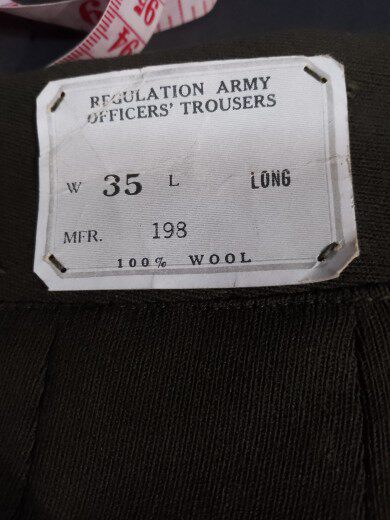 REGULATION ARMY
OFFICERS' TROUSERS
W 35 L LONG
MFR. 198
100% WOOL